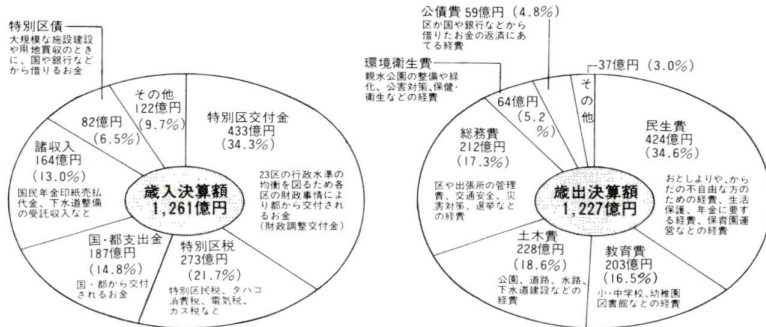 特別区債
大規模な施設建設
や用地買収のとき
に、国や銀行など
から借りるお金
82億円
(6.5%)
その他
122億円
(9.7%)
特別区交付金
433億円
(34.3%)
23区の行政水準の
均衡を図るため各
区の財政事情によ
り都から交付され
るお金
(財政調整交付金)
諸収入
164億円
(13.0%)
国民年金印紙売払
代金、下水道整備
の受託収入など
歳入決算額
1,261億円
国・都支出金
187億円
(14.8%)
国・都から交付
されるお金
特別区税
273億円
(21.7%)
特別区民税、タバコ
消費税、電気税、
ガス税など
公債費 59億円(4.8%)
区が国や銀行などから
借りたお金の返済に
あてる経費
環境衛生費
親水公園の整備や緑
化、公害対策、保健・
衛生などの経費
64億円
(5.2
%)
その他
37億円(3.0%)
民生費
424億円
(34.6%)
おとしよりや、から
だの不自由な方の
ための経費、生活
保護、年金に要す
る経費、保育園運
営などの経費
総務費
212億円
(17.3%)
区や出張所の管理
費、交通安全、災
害対策、選挙など
の経費
歳出決算額
1,227億円
土木費
228億円
(18.6%)
公園、道路、水路、
下水道建設などの
経費
教育費
203億円
(16.5%)
小・中学校、幼稚園
図書館などの経費